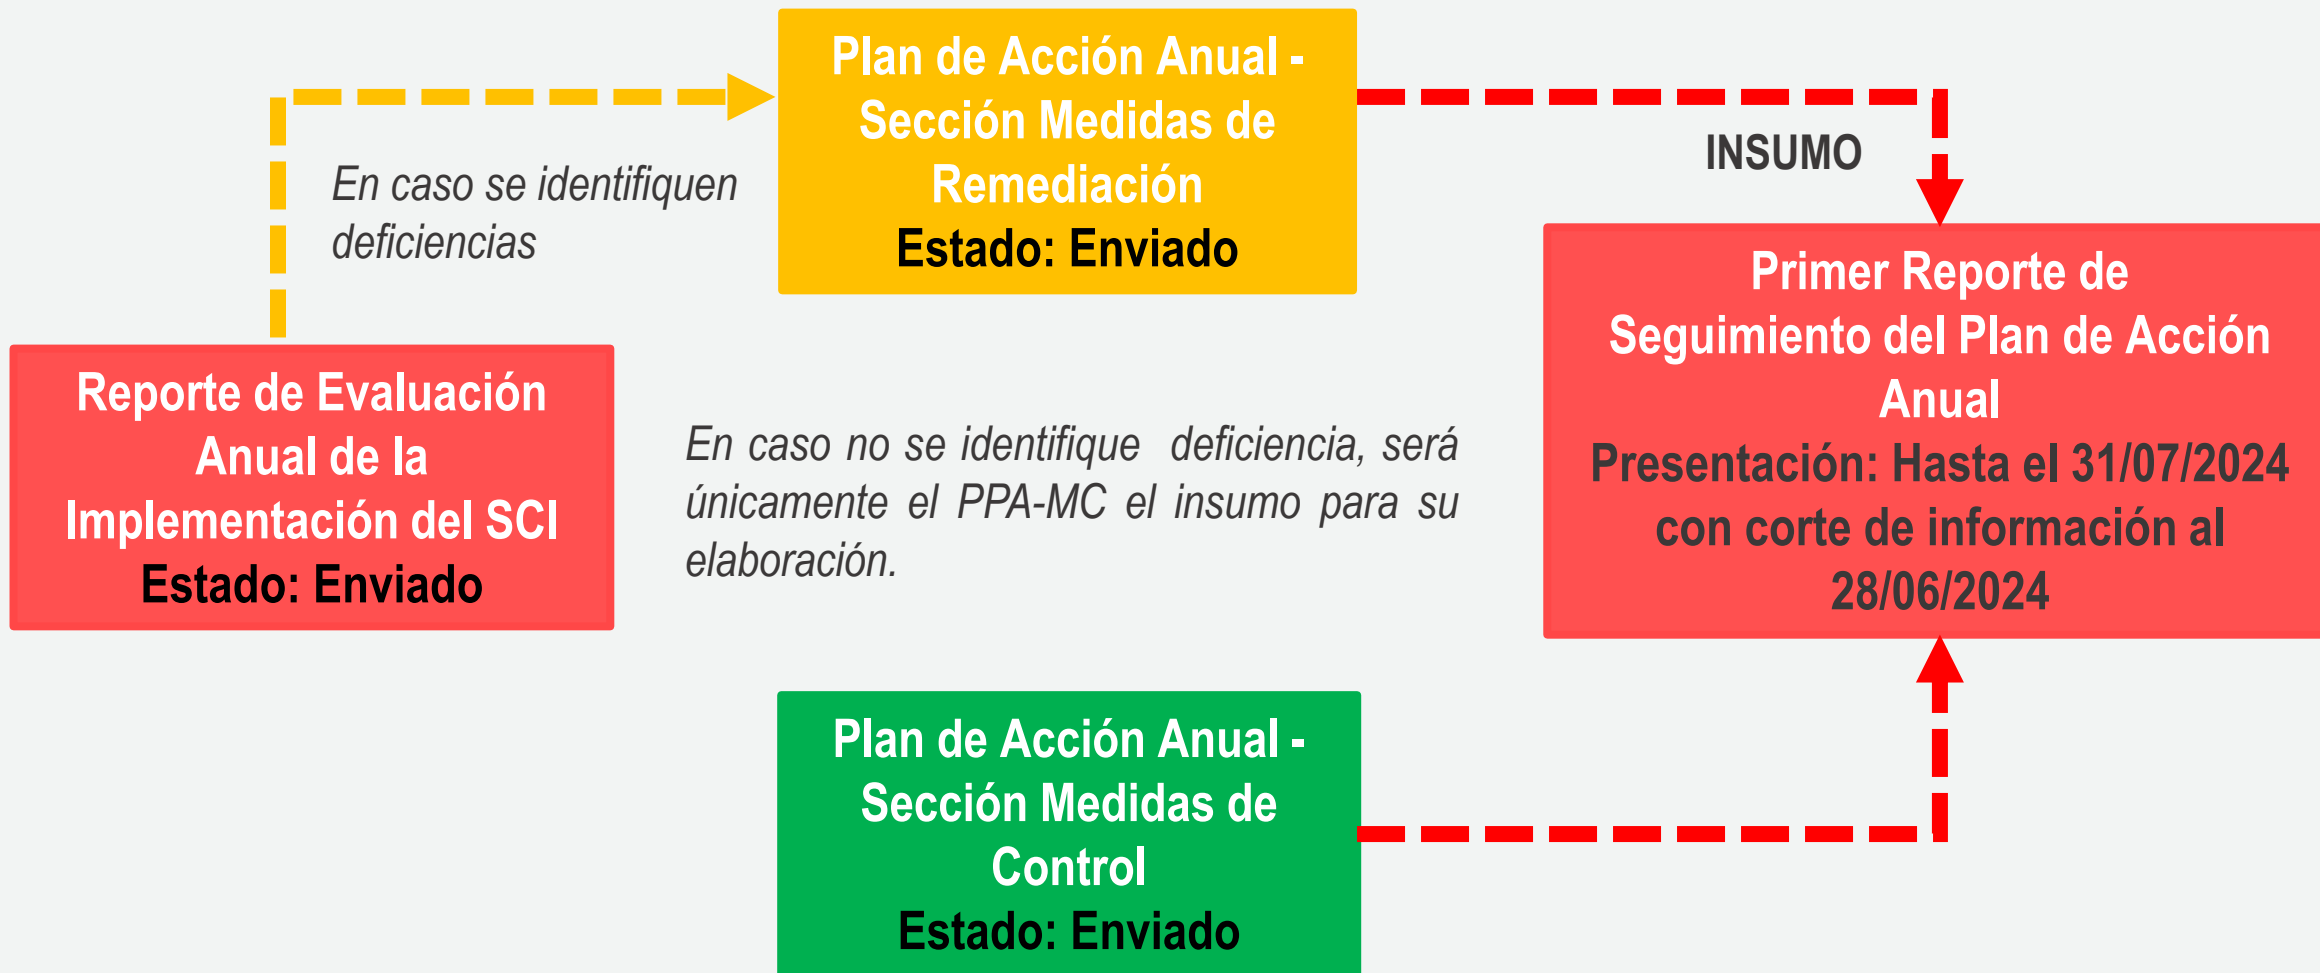 Plan de Acción Anual -
Sección Medidas de
Remediación
Estado: Enviado
En caso se identifiquen
deficiencias
INSUMO
Reporte de Evaluación
Anual de la
Implementación del SCI
Estado: Enviado
En caso no se identifique deficiencia, será
únicamente el PPA-MC el insumo para su
elaboración.
Primer Reporte de
Seguimiento del Plan de Acción
Anual
Presentación: Hasta el 31/07/2024
con corte de información al
28/06/2024
Plan de Acción Anual -
Sección Medidas de
Control
Estado: Enviado